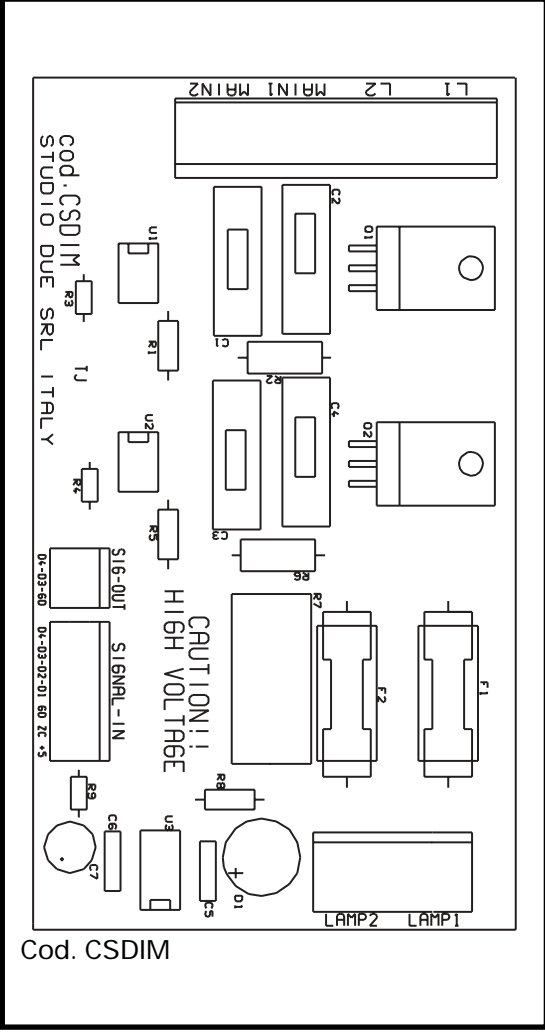 MAIN2 MAIN1 L2 L1
cod.CSDIM
STUDIO DUE SRL ITALY
U1
C2
Q1
R3
R1
C1
R2
TJ
U2
C4
Q2
R4
R5
C3
R6
SIG-OUT
04-03-60
CAUTION!!
HIGH VOLTAGE
R7
F2
F1
SIGNAL-IN
04-03-02-01 60 ZC +5
R9
R8
C6
U3
C7
C5
D1
LAMP2 LAMP1
Cod. CSDIM